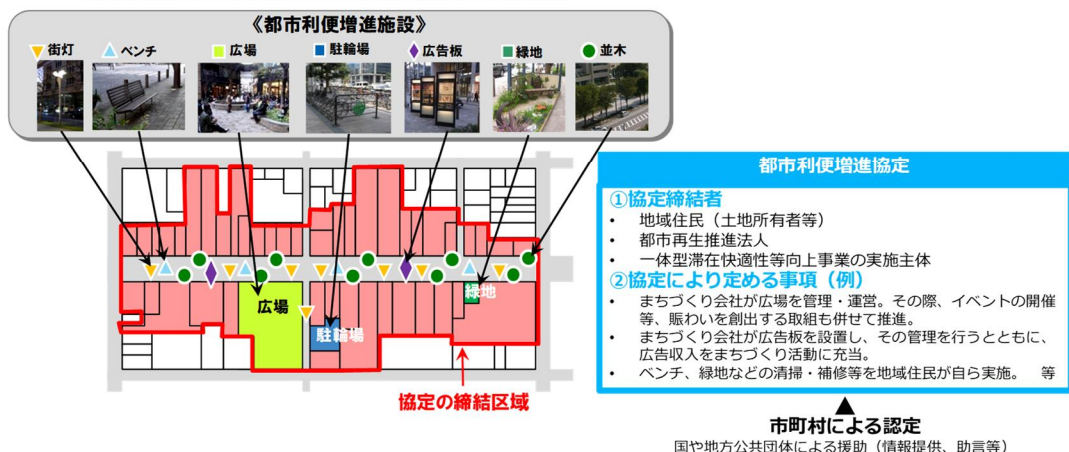 《都市利便増進施設》
街灯 ベンチ 広場 駐輪場 広告板 緑地 並木
広場
駐輪場
緑地
協定の締結区域
都市利便増進協定
①協定締結者
・ 地域住民（土地所有者等）
・ 都市再生推進法人
・ 一体型滞在快適性等向上事業の実施主体
②協定により定める事項（例）
・ まちづくり会社が広場を管理・運営。その際、イベントの開催
等、賑わいを創出する取組も併せて推進。
・ まちづくり会社が広告板を設置し、その管理を行うとともに、
広告収入をまちづくり活動に充当。
・ ベンチ、緑地などの清掃・補修等を地域住民が自ら実施。 等
市町村による認定
国や地方公共団体による援助（情報提供、助言等）